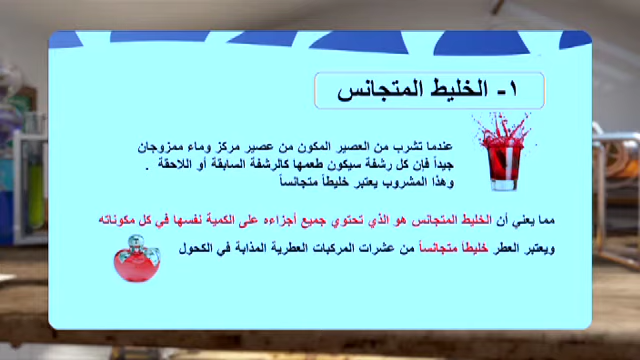 ١- الخليط المتجانس
عندما تشرب من العصير المكون من عصير مركز وماء ممزوجان
جيداً فإن كل رشفة سيكون طعمها كالرشفة السابقة أو اللاحقة .
وهذا المشروب يعتبر خليطاً متجانساً
مما يعني أن الخليط المتجانس هو الذي تحتوي جميع أجزاءه على الكمية نفسها في كل مكوناته
ويعتبر العطر خليطا متجانساً من عشرات المركبات العطرية المذابة في الكحول